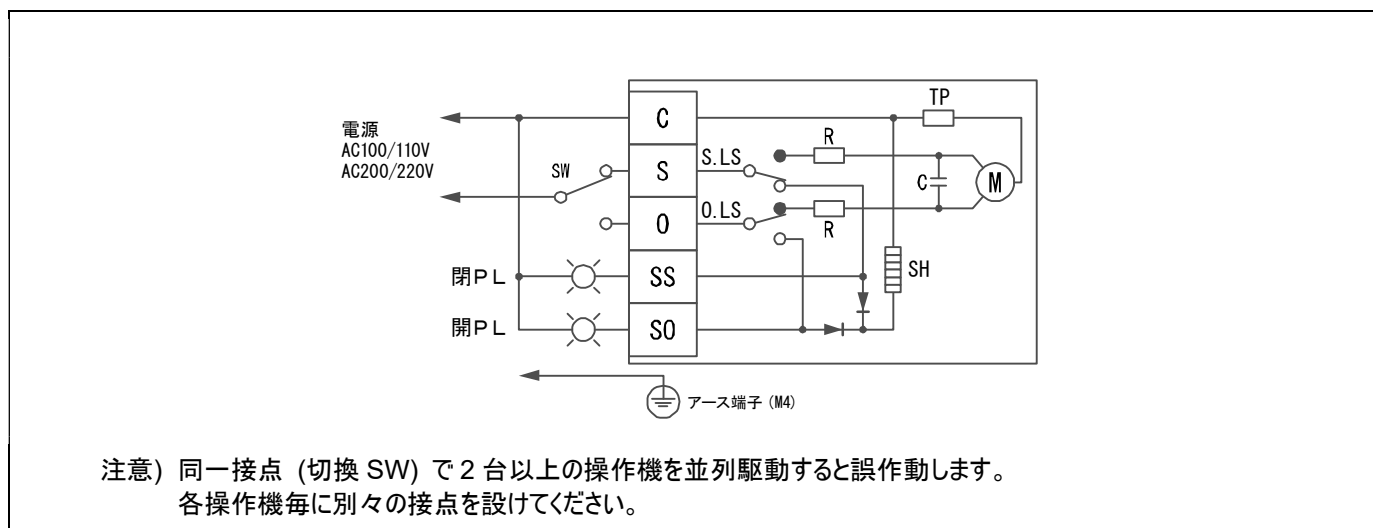 電源
AC100/110V
AC200/220V
SW
閉PL
開PL
C
S
O
SS
SO
S.LS
O.LS
TP
R
R
C
M
SH
アース端子 (M4)
注意) 同一接点 (切換 SW) で 2 台以上の操作機を並列駆動すると誤作動します。
各操作機毎に別々の接点を設けてください。